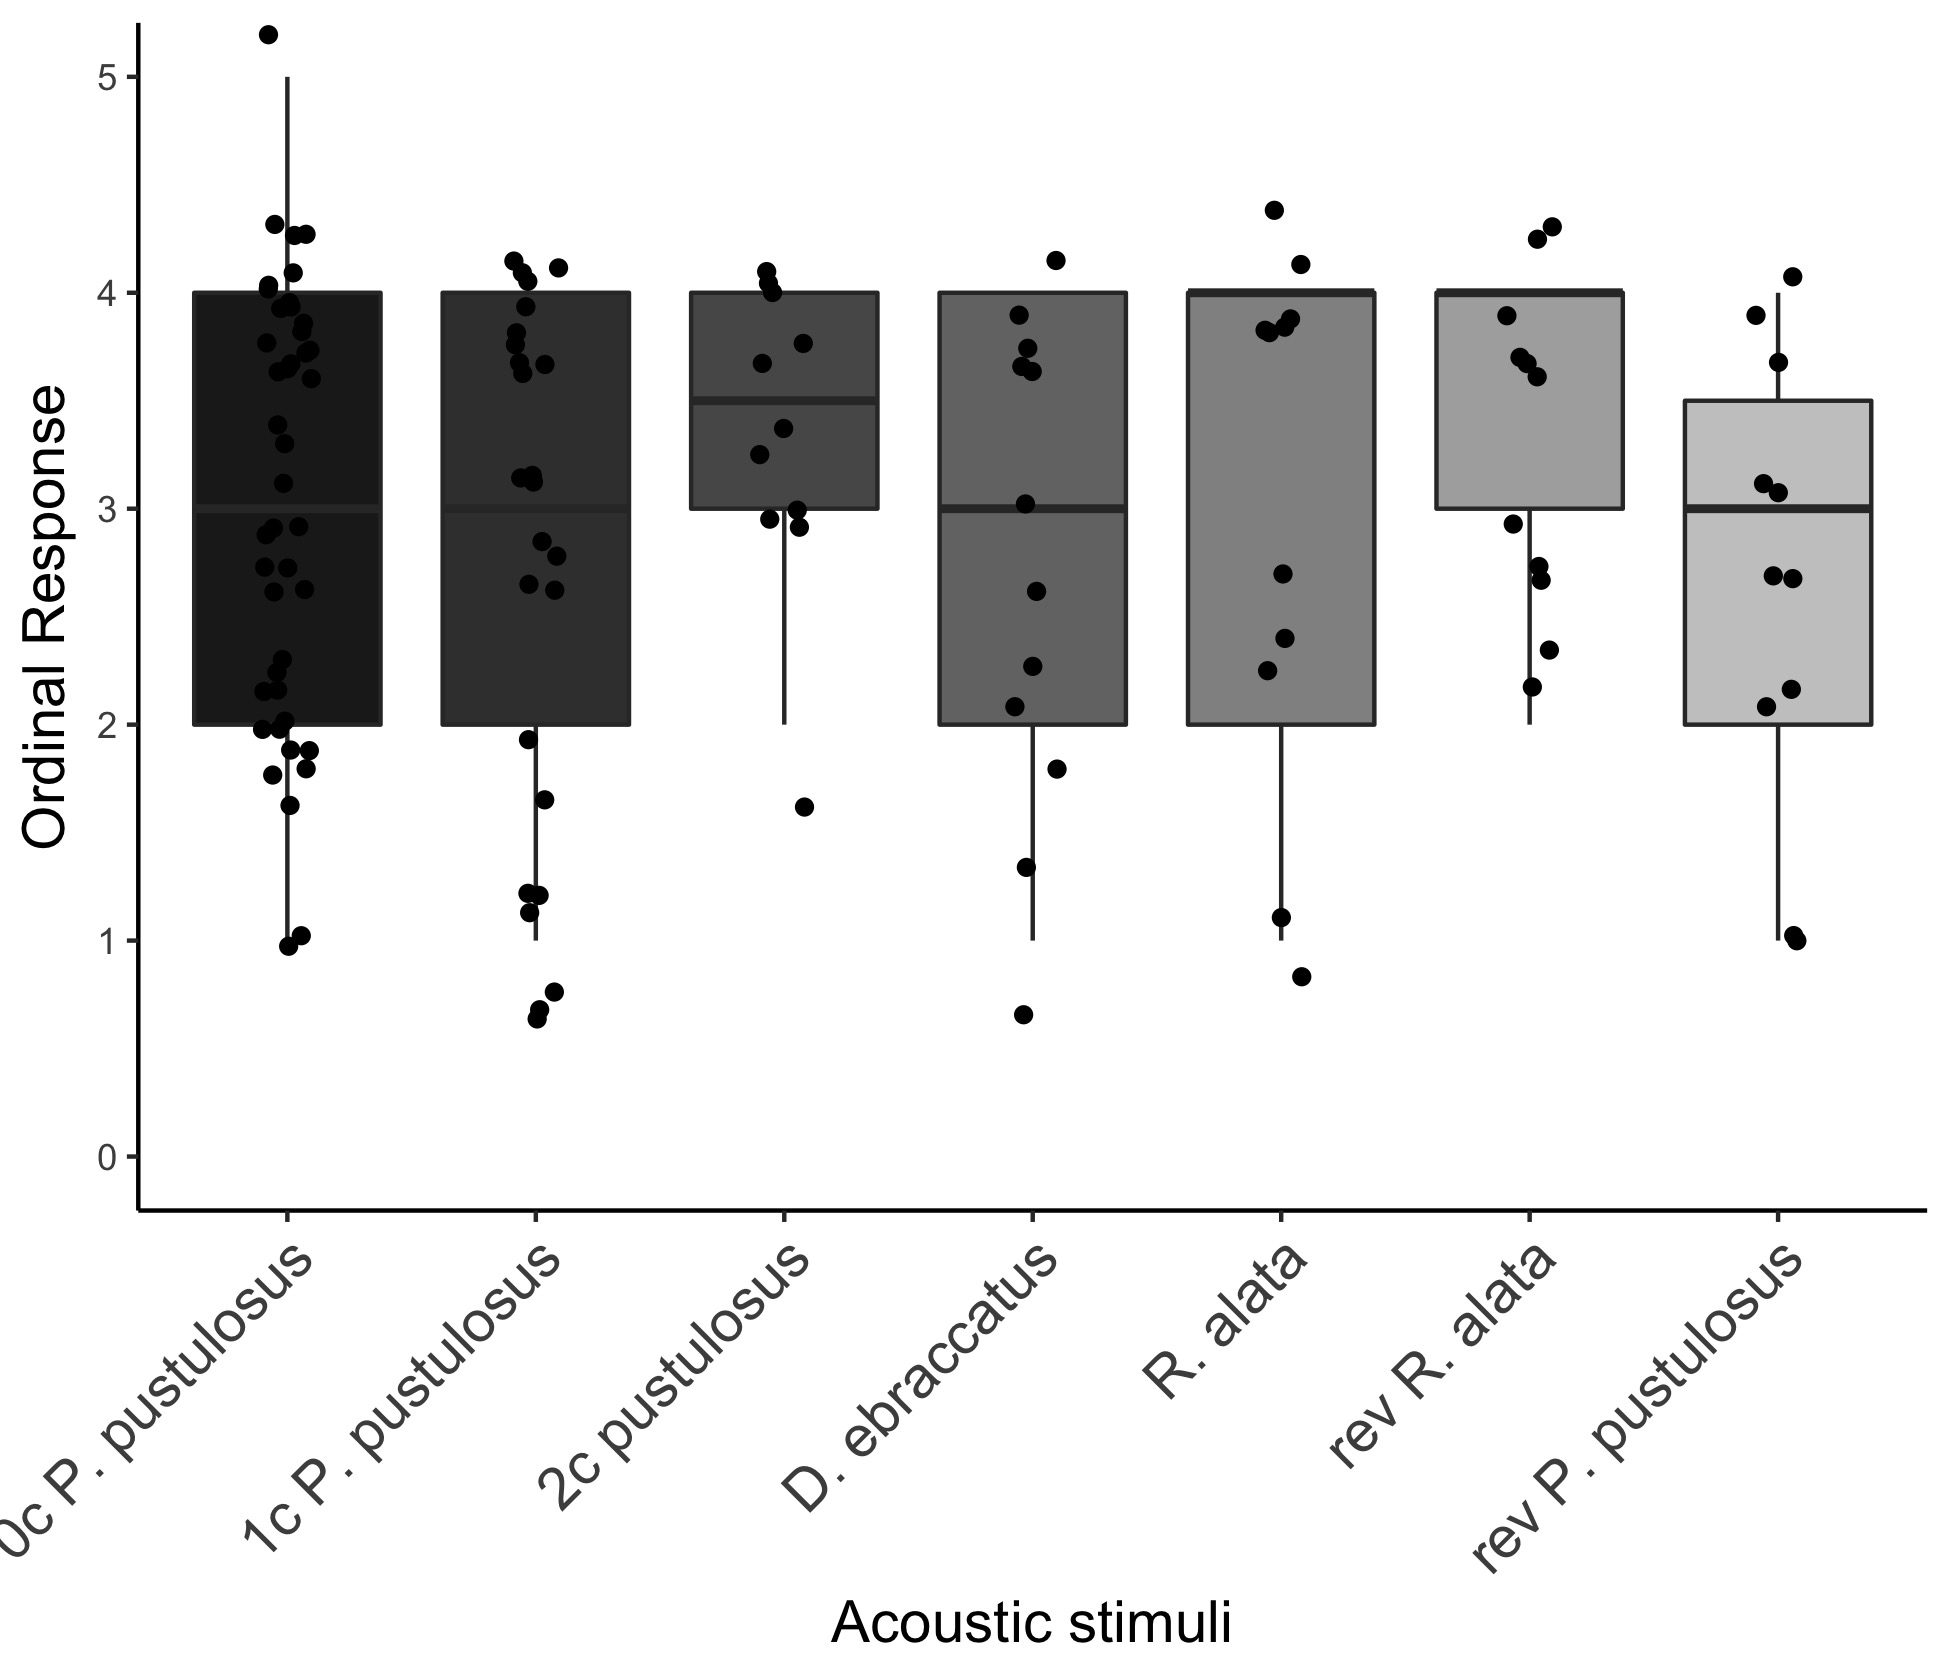 Ordinal Response
5
4
3
2
1
0
0c P. pustulosus
1c P. pustulosus
2c pustulosus
D. ebraccatus
R. alata
rev R. alata
rev P. pustulosus
Acoustic stimuli